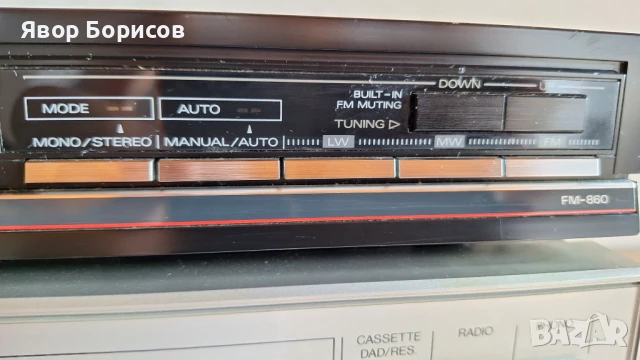 Явор Борисов
DOWN
MODE
AUTO
BUILT-IN
FM MUTING
TUNING
MONO/STEREO
MANUAL/AUTO
LW
MW
FM
FM-860
CASSETTE
DAD/RES.
RADIO
BAZAR